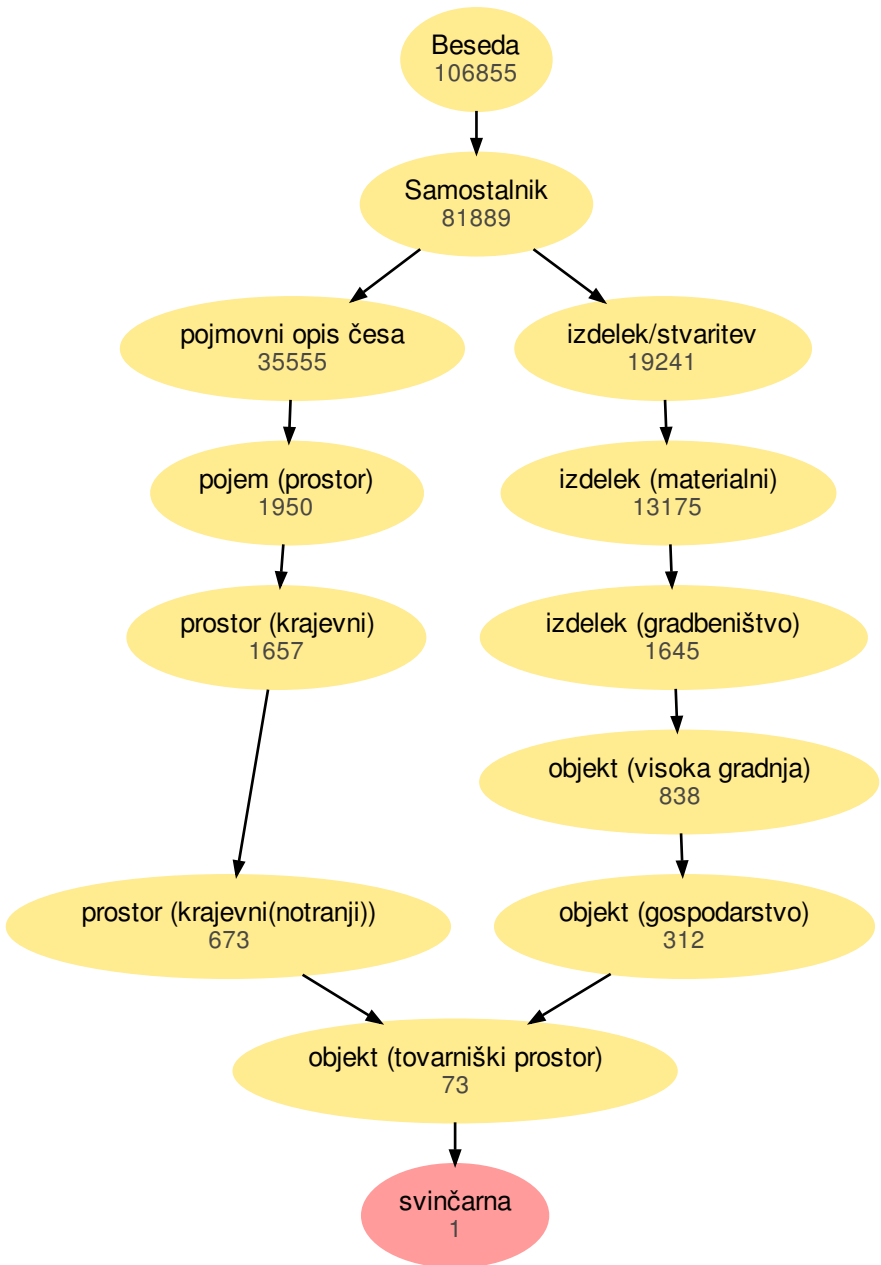 Beseda
106855
Samostalnik
81889
pojmovni opis česa
35555
izdelek/stvaritev
19241
pojem (prostor)
1950
izdelek (materialni)
13175
prostor (krajevni)
1657
izdelek (gradbeništvo)
1645
objekt (visoka gradnja)
838
prostor (krajevni(notranji))
673
objekt (gospodarstvo)
312
objekt (tovarniški prostor)
73
svinčarna
1